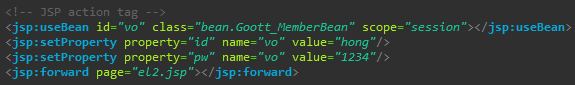 <!-- JSP action tag -->
<jsp:useBean id="vo" class="bean.Goott_MemberBean" scope="session"></jsp:useBean>
<jsp:setProperty property="id" name="vo" value="hong"/>
<jsp:setProperty property="pw" name="vo" value="1234"/>
<jsp:forward page="el2.jsp"></jsp:forward>